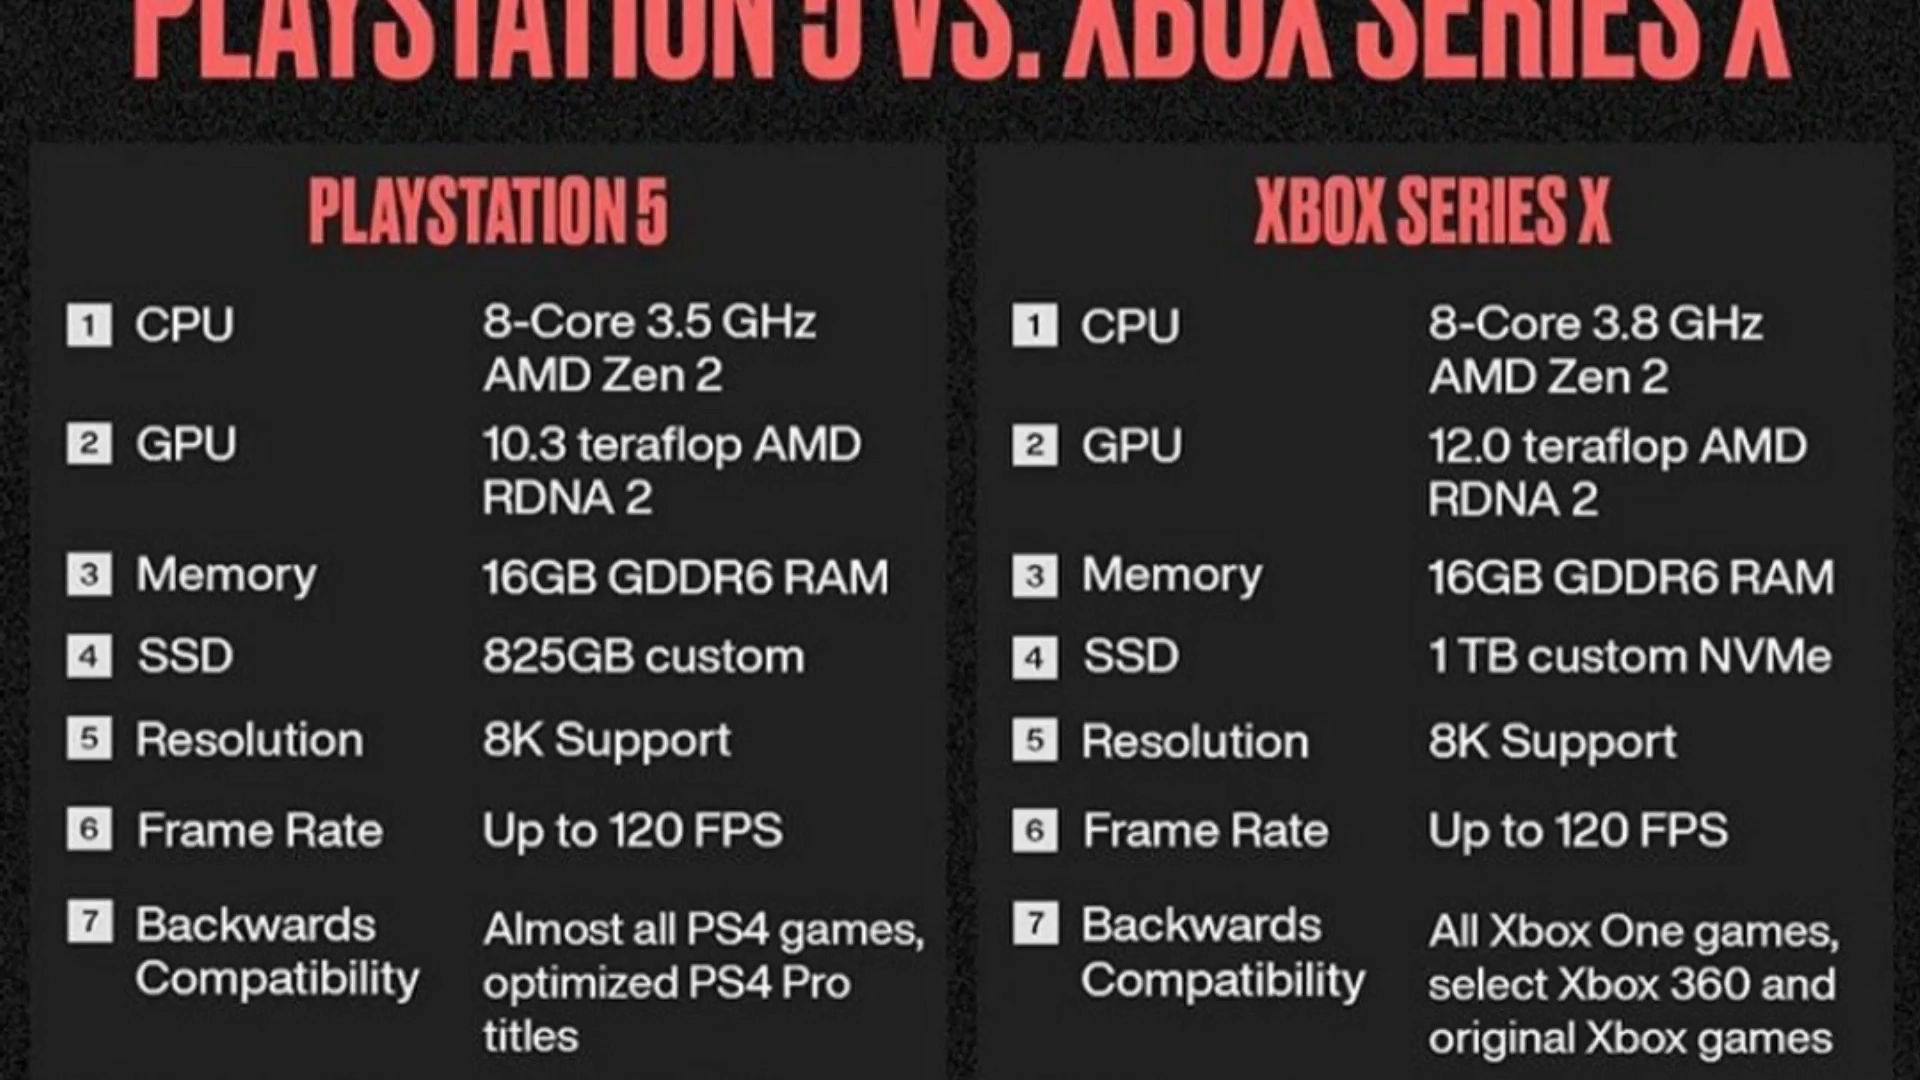 PLAYSTATION 5 VS. XBOX SERIES X
PLAYSTATION 5
1 CPU 8-Core 3.5 GHz
AMD Zen 2
2 GPU 10.3 teraflop AMD
RDNA 2
3 Memory 16GB GDDR6 RAM
4 SSD 825GB custom
5 Resolution 8K Support
6 Frame Rate Up to 120 FPS
7 Backwards Almost all PS4 games,
Compatibility optimized PS4 Pro
titles
XBOX SERIES X
1 CPU 8-Core 3.8 GHz
AMD Zen 2
2 GPU 12.0 teraflop AMD
RDNA 2
3 Memory 16GB GDDR6 RAM
4 SSD 1 TB custom NVMe
5 Resolution 8K Support
6 Frame Rate Up to 120 FPS
7 Backwards All Xbox One games,
Compatibility select Xbox 360 and
original Xbox games